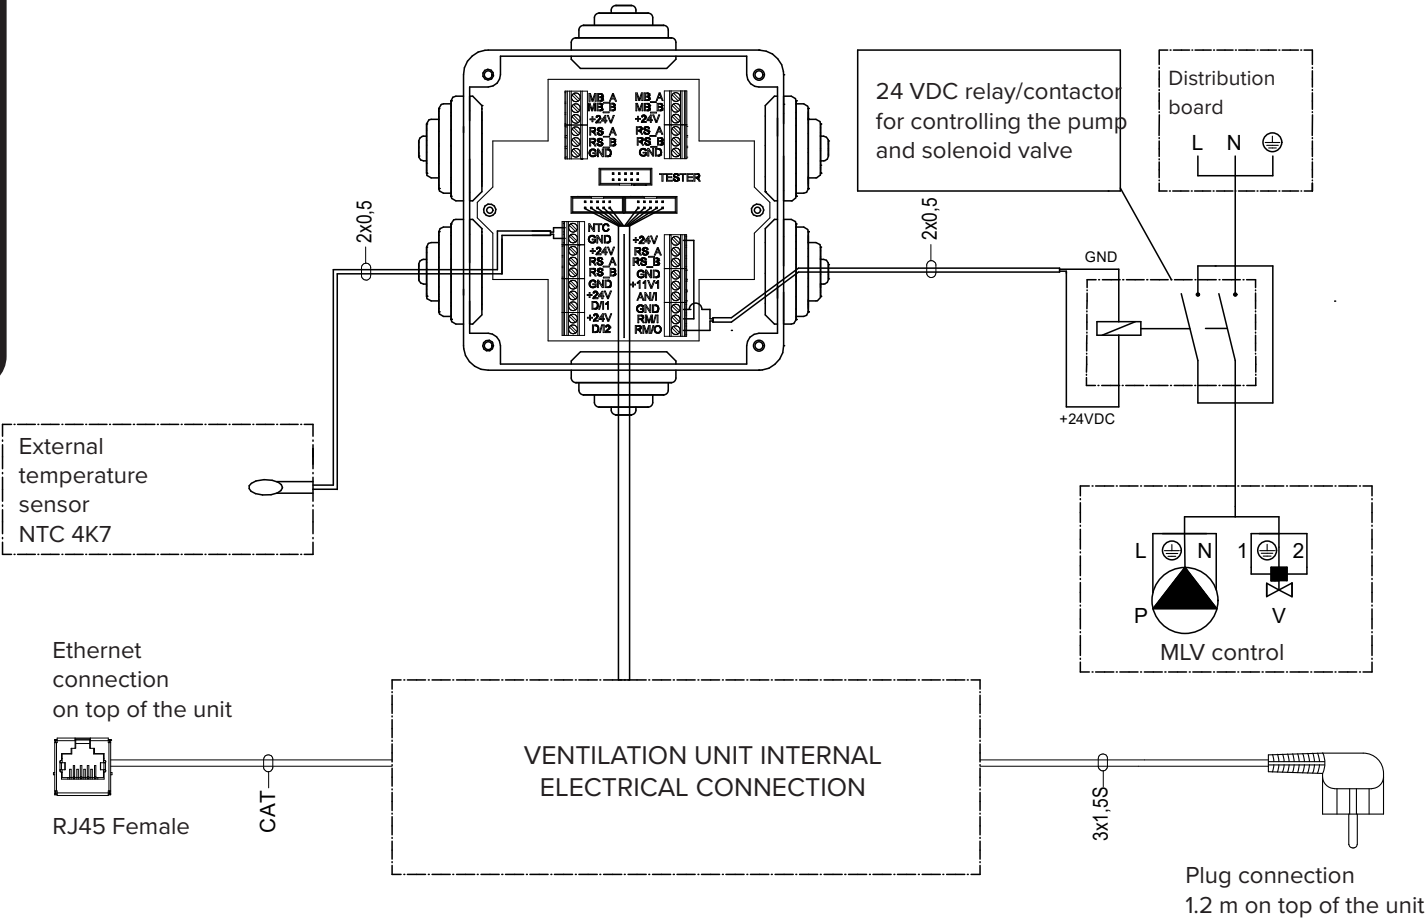 MB_A
MB_B
+24V
RS_A
RS_B
GND
MB_A
MB_B
+24V
RS_A
RS_B
GND
TESTER
NTC
GND
+24V
RS_A
RS_B
GND
+24V
D/I1
+24V
D/I2
+24V
RS_A
RS_B
GND
+11V1
AN/I
GND
RM/I
RM/O
2x0,5
2x0,5
24 VDC relay/contactor
for controlling the pump
and solenoid valve
Distribution
board
L N
GND
+24VDC
External
temperature
sensor
NTC 4K7
L N 1 2
P V
MLV control
Ethernet
connection
on top of the unit
RJ45 Female
CAT
VENTILATION UNIT INTERNAL
ELECTRICAL CONNECTION
3x1,5S
Plug connection
1.2 m on top of the unit